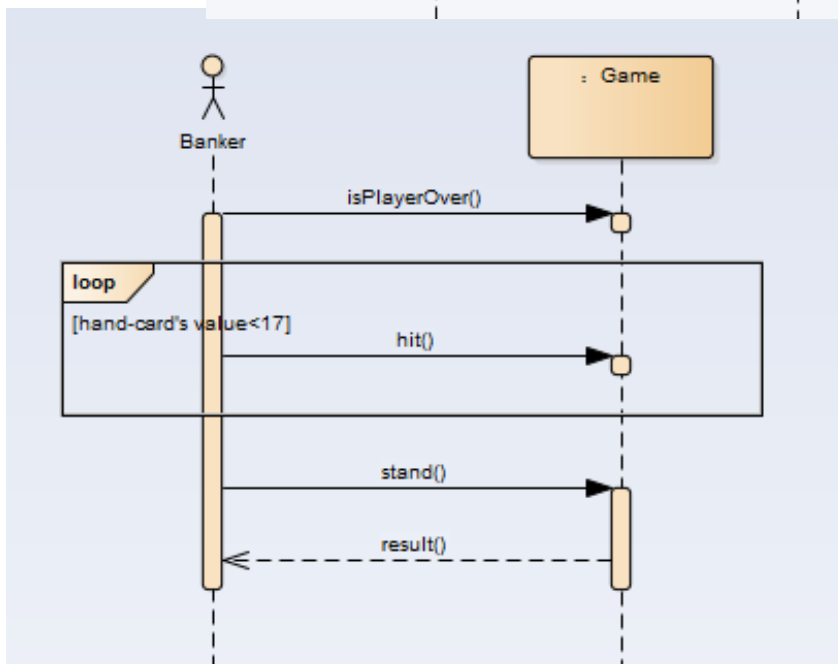 : Game
Banker
isPlayerOver()
loop
[hand-card's value<17]
hit()
stand()
result()